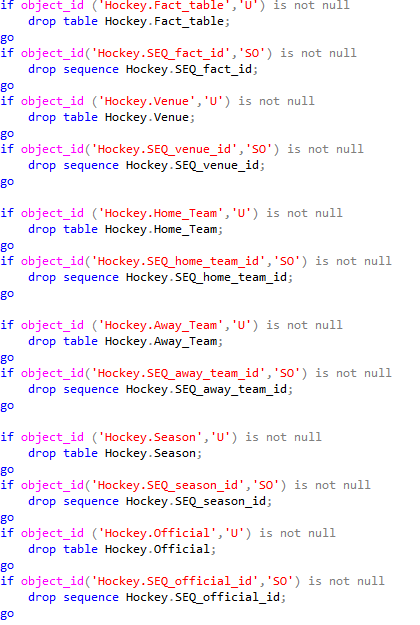 if object_id ('Hockey.Fact_table','U') is not null
    drop table Hockey.Fact_table;
go
if object_id('Hockey.SEQ_fact_id','SO') is not null
    drop sequence Hockey.SEQ_fact_id;
go
if object_id ('Hockey.Venue','U') is not null
    drop table Hockey.Venue;
go
if object_id('Hockey.SEQ_venue_id','SO') is not null
    drop sequence Hockey.SEQ_venue_id;
go

if object_id ('Hockey.Home_Team','U') is not null
    drop table Hockey.Home_Team;
go
if object_id('Hockey.SEQ_home_team_id','SO') is not null
    drop sequence Hockey.SEQ_home_team_id;
go

if object_id ('Hockey.Away_Team','U') is not null
    drop table Hockey.Away_Team;
go
if object_id('Hockey.SEQ_away_team_id','SO') is not null
    drop sequence Hockey.SEQ_away_team_id;
go

if object_id ('Hockey.Season','U') is not null
    drop table Hockey.Season;
go
if object_id('Hockey.SEQ_season_id','SO') is not null
    drop sequence Hockey.SEQ_season_id;
go
if object_id ('Hockey.Official','U') is not null
    drop table Hockey.Official;
go
if object_id('Hockey.SEQ_official_id','SO') is not null
    drop sequence Hockey.SEQ_official_id;
go